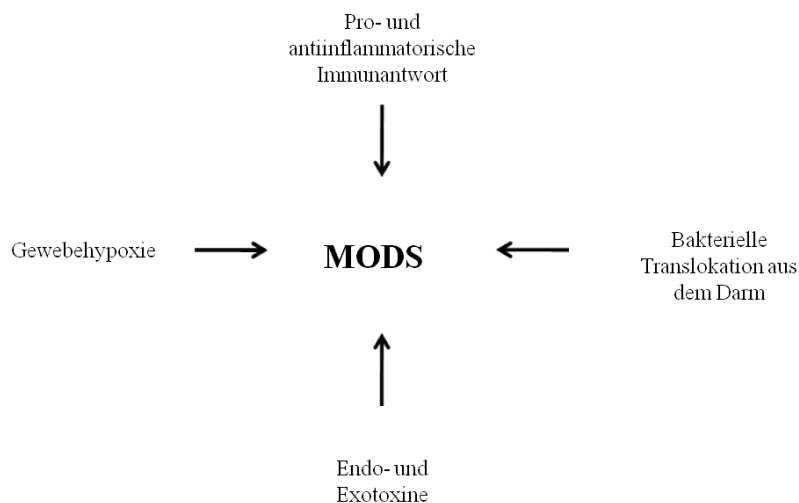 Pro- und
antiinflammatorische
Immunantwort
Gewebehypoxie
MODS
Bakterielle
Translokation aus
dem Darm
Endo- und
Exotoxine